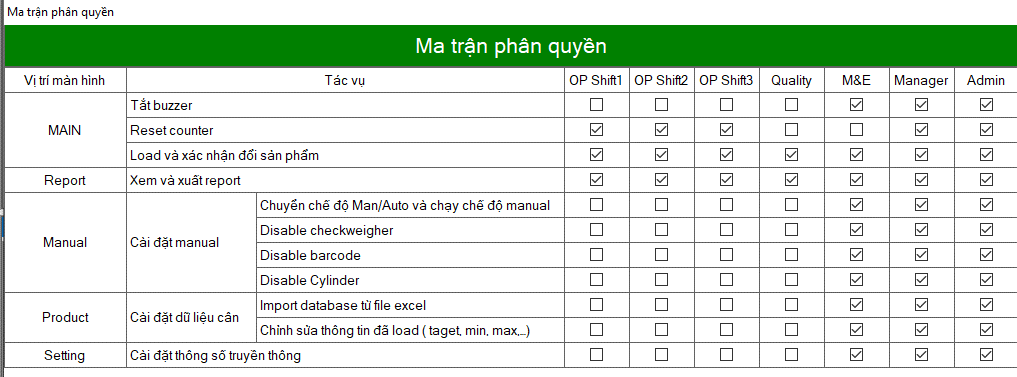 Ma trận phân quyền
Ma trận phân quyền
Vị trí màn hình Tác vụ OP Shift1 OP Shift2 OP Shift3 Quality M&E Manager Admin
MAIN
Tắt buzzer
Reset counter
Load và xác nhận đổi sản phẩm
Report Xem và xuất report
Manual
Cài đặt manual
Chuyển chế độ Man/Auto và chạy chế độ manual
Disable checkweigher
Disable barcode
Disable Cylinder
Product
Cài đặt dữ liệu cân
Import database từ file excel
Chỉnh sửa thông tin đã load ( taget, min, max,...)
Setting Cài đặt thông số truyền thông